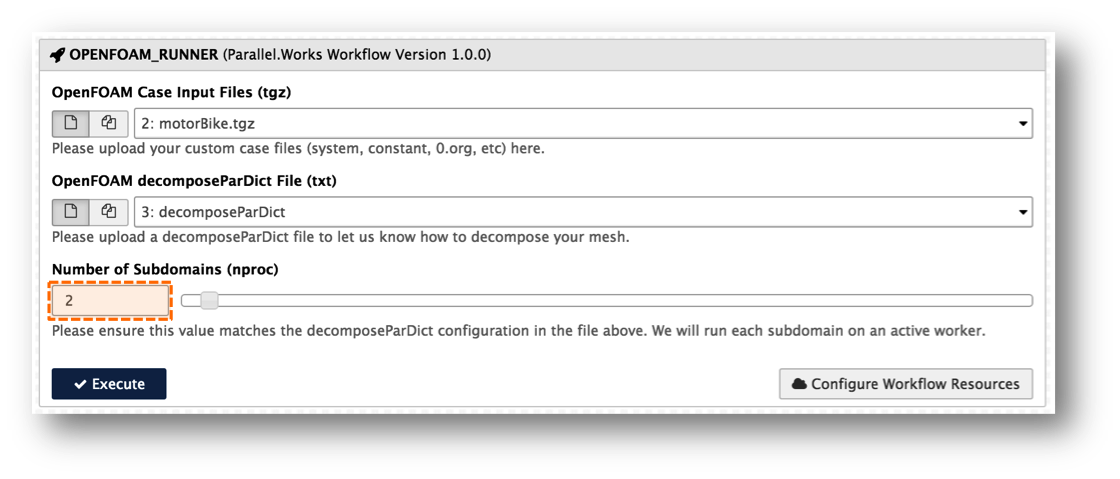 OPENFOAM_RUNNER (Parallel.Works Workflow Version 1.0.0)
OpenFOAM Case Input Files (tgz)
2: motorBike.tgz
Please upload your custom case files (system, constant, 0.org, etc) here.
OpenFOAM decomposeParDict File (txt)
3: decomposeParDict
Please upload a decomposeParDict file to let us know how to decompose your mesh.
Number of Subdomains (nproc)
2
Please ensure this value matches the decomposeParDict configuration in the file above. We will run each subdomain on an active worker.
Execute
Configure Workflow Resources